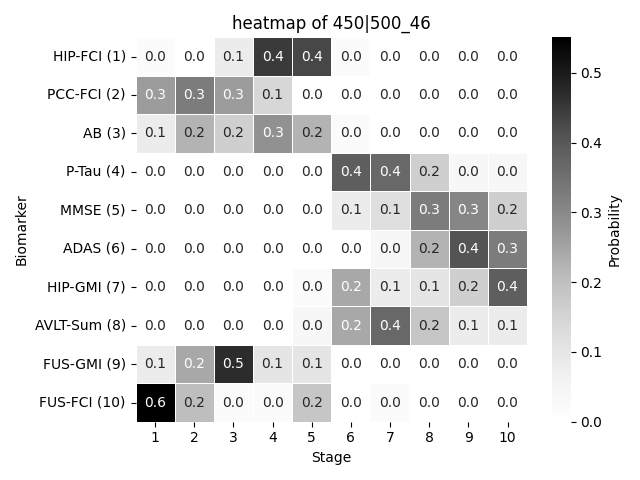 heatmap of 450|500_46
HIP-FCI (1) 0.0 0.0 0.1 0.4 0.4 0.0 0.0 0.0 0.0 0.0
PCC-FCI (2) 0.3 0.3 0.3 0.1 0.0 0.0 0.0 0.0 0.0 0.0
AB (3) 0.1 0.2 0.2 0.3 0.2 0.0 0.0 0.0 0.0 0.0
P-Tau (4) 0.0 0.0 0.0 0.0 0.0 0.4 0.4 0.2 0.0 0.0
MMSE (5) 0.0 0.0 0.0 0.0 0.0 0.1 0.1 0.3 0.3 0.2
ADAS (6) 0.0 0.0 0.0 0.0 0.0 0.0 0.0 0.2 0.4 0.3
HIP-GMI (7) 0.0 0.0 0.0 0.0 0.0 0.2 0.1 0.1 0.2 0.4
AVLT-Sum (8) 0.0 0.0 0.0 0.0 0.0 0.2 0.4 0.2 0.1 0.1
FUS-GMI (9) 0.1 0.2 0.5 0.1 0.1 0.0 0.0 0.0 0.0 0.0
FUS-FCI (10) 0.6 0.2 0.0 0.0 0.2 0.0 0.0 0.0 0.0 0.0
1 2 3 4 5 6 7 8 9 10
Stage
Biomarker
0.5
0.4
0.3
0.2
0.1
0.0
Probability